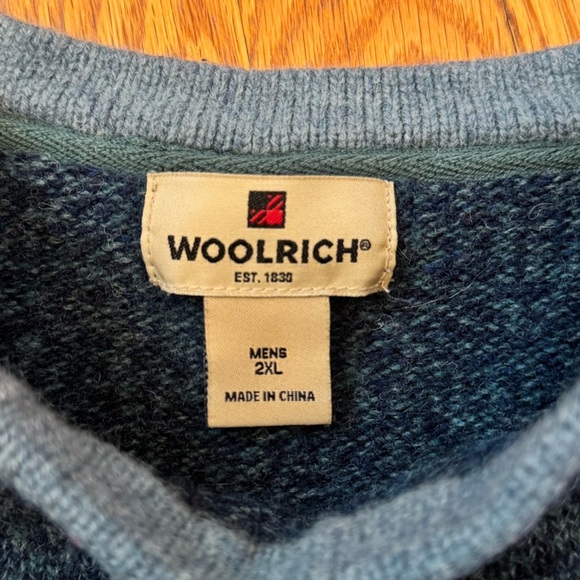 WOOLRICH®
EST. 1830
MENS
2XL
MADE IN CHINA